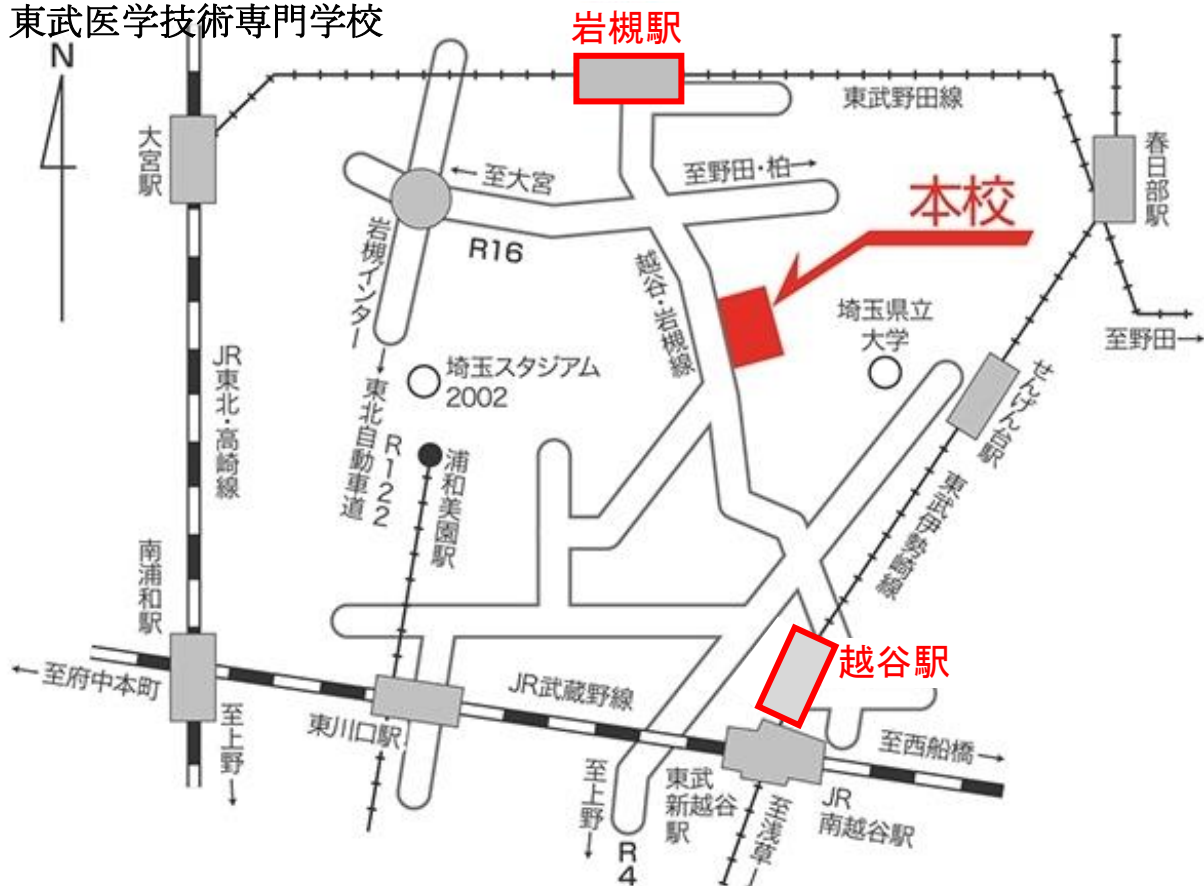 東武医学技術専門学校
岩槻駅
N
東武野田線
大宮駅
春日部駅
←至大宮
至野田・柏→
本校
R16
岩槻インター
越谷・岩槻線
埼玉県立
大学
至野田→
JR東北・高崎線
埼玉スタジアム
2002
せんげん台駅
↓東北自動車道
R122
浦和美園駅
東武伊勢崎線
南浦和駅
越谷駅
←至府中本町
JR武蔵野線
東川口駅
至上野↓
至西船橋→
至上野↓
東武
新越谷
駅
JR
南越谷駅
至浅草
R4